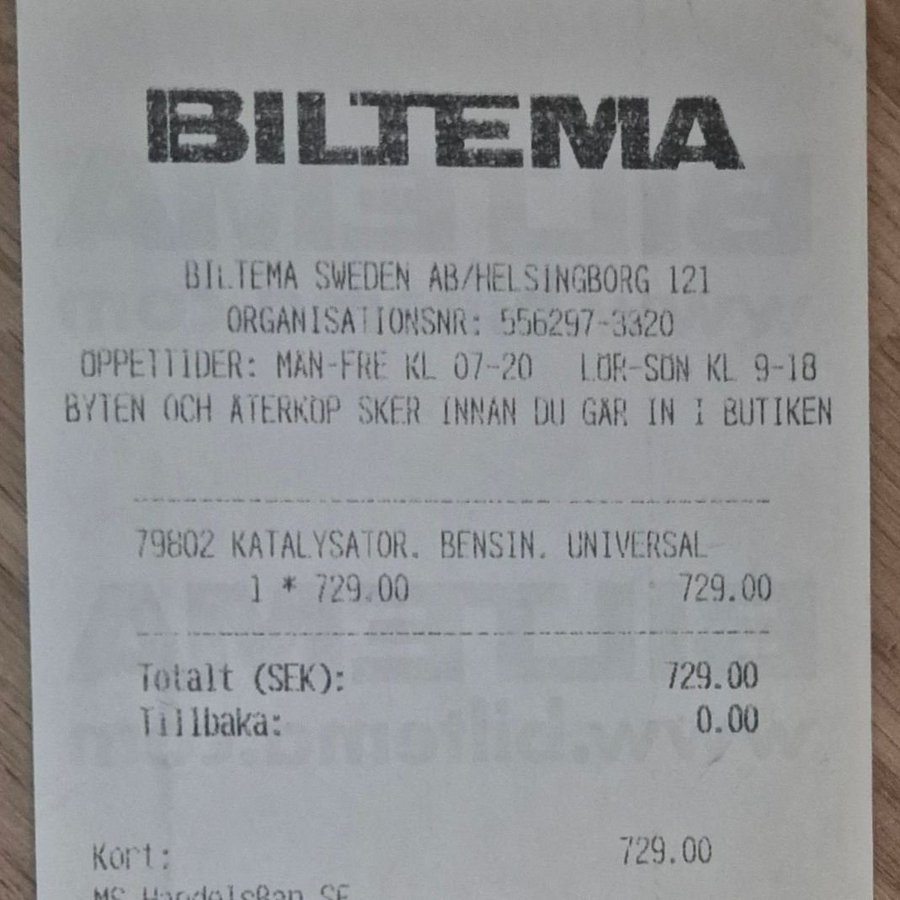 BILTEMA
BILTEMA SWEDEN AB/HELSINGBORG 121
ORGANISATIONSNR: 556297-3320
ÖPPETTIDER: MÅN-FRE KL 07-20 LÖR-SÖN KL 9-18
BYTEN OCH ÅTERKÖP SKER INNAN DU GÅR IN I BUTIKEN
79802 KATALYSATOR. BENSIN. UNIVERSAL
1 * 729.00 729.00
Totalt (SEK): 729.00
Tillbaka: 0.00
Kort: 729.00